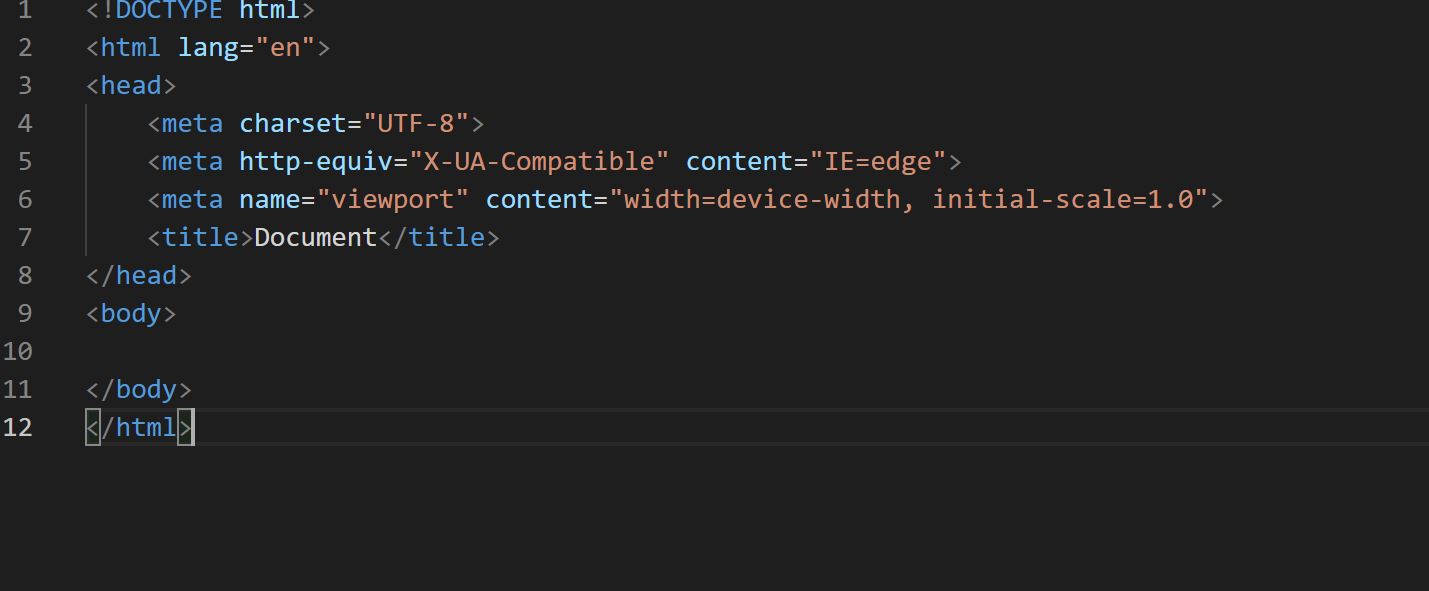 1 <!DOCTYPE html>
2 <html lang="en">
3 <head>
4     <meta charset="UTF-8">
5     <meta http-equiv="X-UA-Compatible" content="IE=edge">
6     <meta name="viewport" content="width=device-width, initial-scale=1.0">
7     <title>Document</title>
8 </head>
9 <body>
10
11 </body>
12 </html>